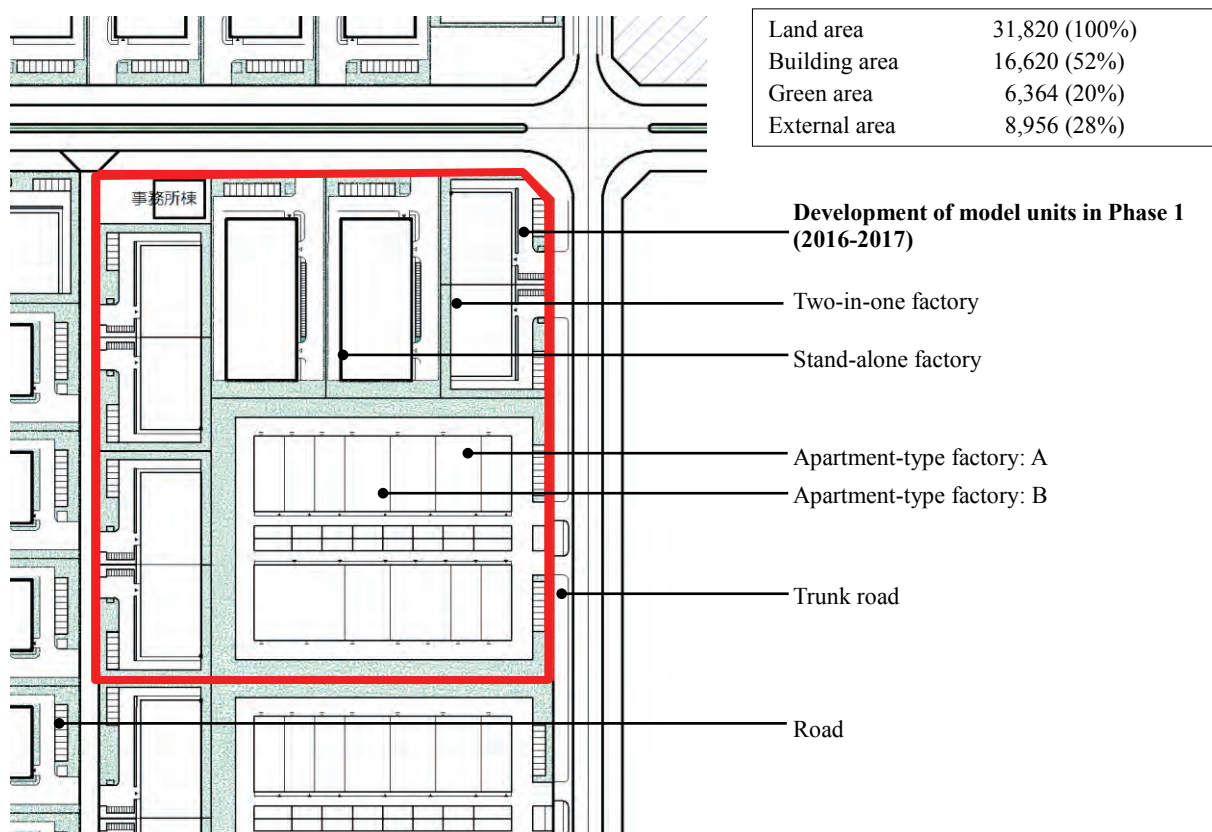 Land area 31,820 (100%)
Building area 16,620 (52%)
Green area 6,364 (20%)
External area 8,956 (28%)
事務所棟
Development of model units in Phase 1
(2016-2017)
Two-in-one factory
Stand-alone factory
Apartment-type factory: A
Apartment-type factory: B
Trunk road
Road